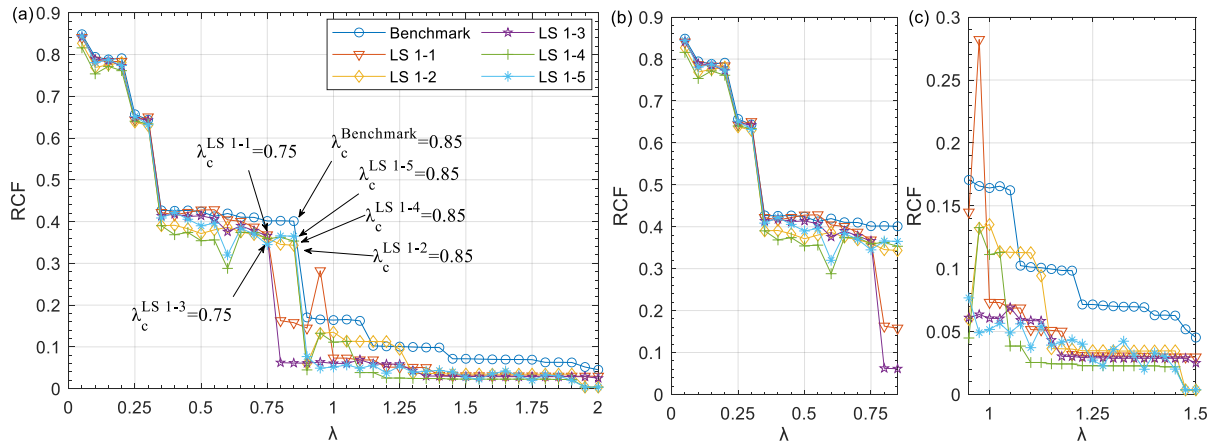 (a)
0.9
0.8
0.7
0.6
0.5
0.4
0.3
0.2
0.1
0
RCF
0 0.25 0.5 0.75 1 1.25 1.5 1.75 2
λ
Benchmark
LS 1-1
LS 1-2
LS 1-3
LS 1-4
LS 1-5
λc^LS 1-1=0.75
λc^Benchmark=0.85
λc^LS 1-5=0.85
λc^LS 1-4=0.85
λc^LS 1-2=0.85
λc^LS 1-3=0.75
(b)
0.9
0.8
0.7
0.6
0.5
0.4
0.3
0.2
0.1
0
0 0.25 0.5 0.75
λ
(c)
0.3
0.25
0.2
0.15
0.1
0.05
0
1 1.25 1.5
λ